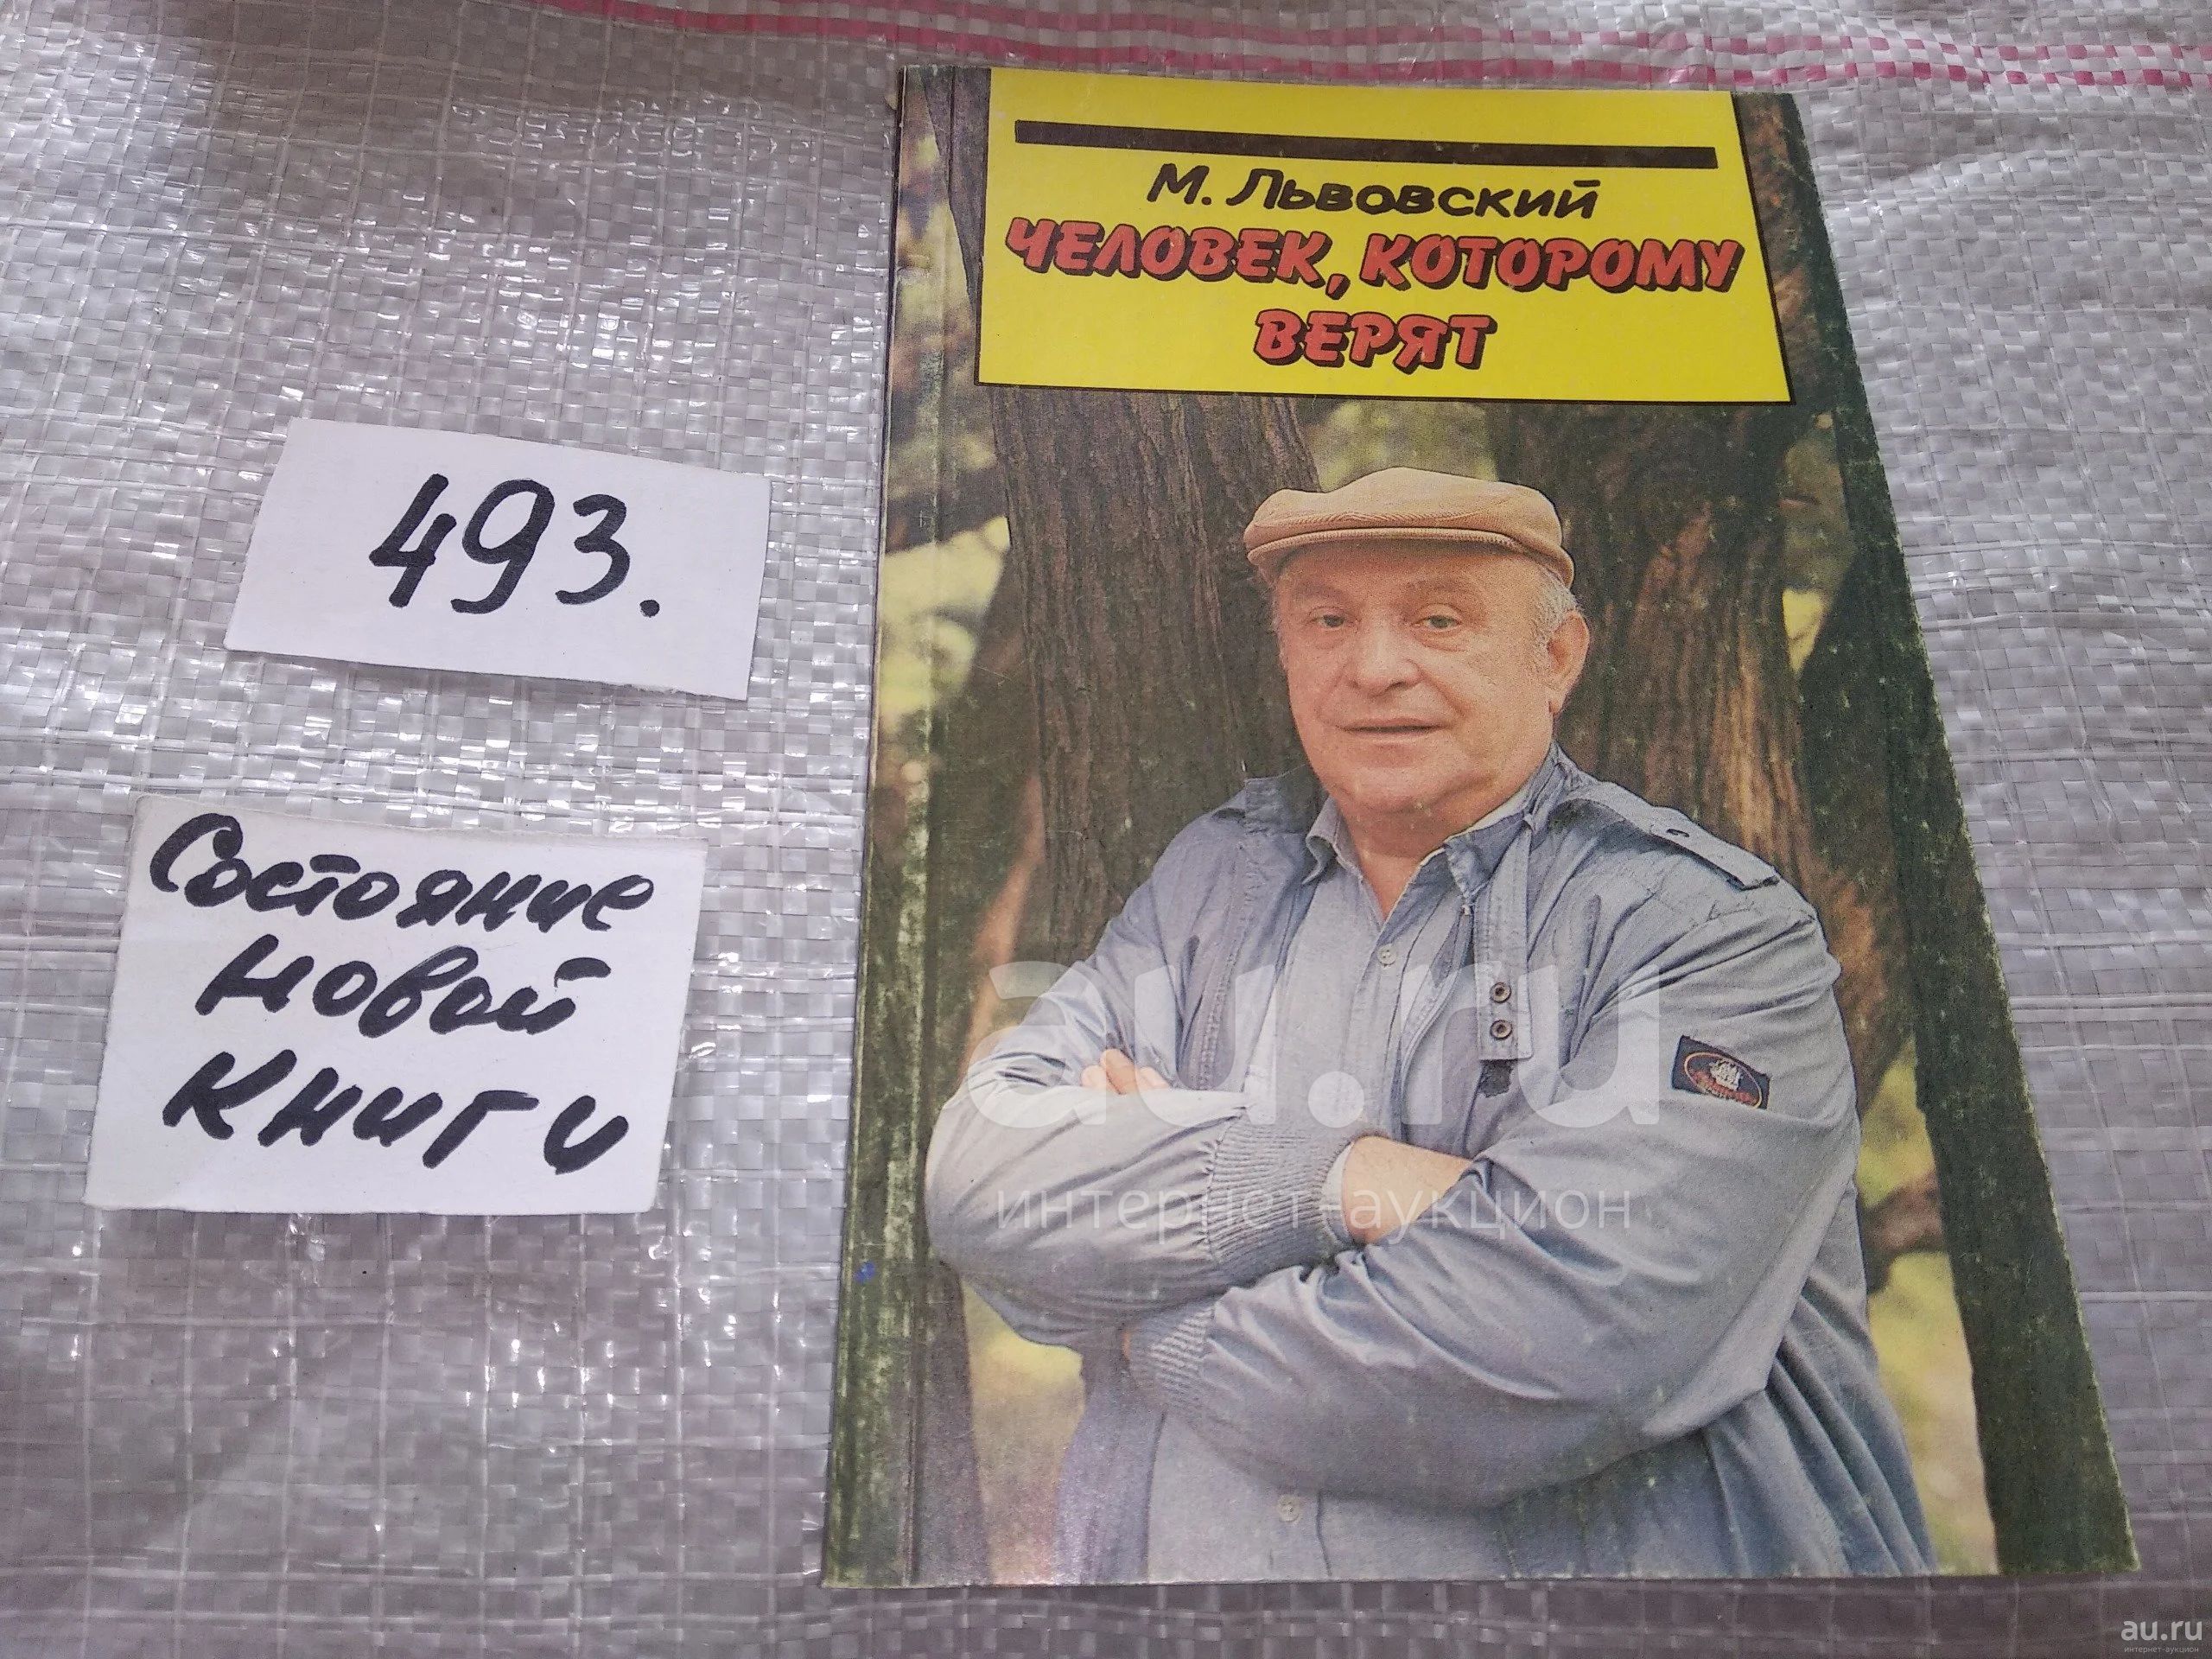 М. Львовский
ЧЕЛОВЕК, КОТОРОМУ
ВЕРЯТ
493.
Состояние
новой
книги
au.ru
интернет-аукцион
au.ru
интернет-аукцион